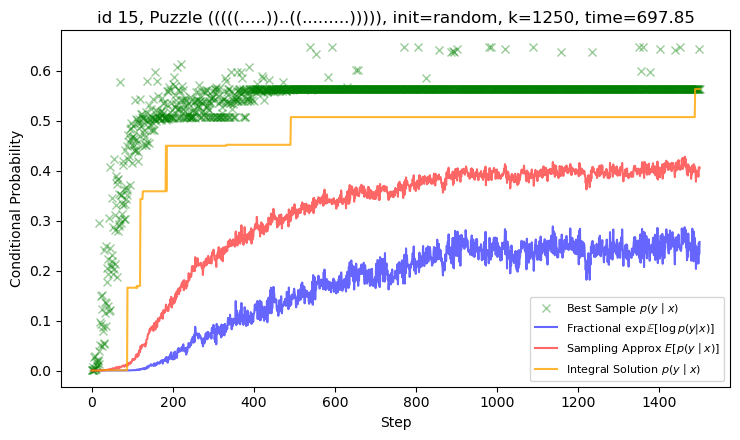 id 15, Puzzle (((((.....))..((.........))))), init=random, k=1250, time=697.85
Conditional Probability
0.6
0.5
0.4
0.3
0.2
0.1
0.0
Best Sample p(y | x)
Fractional exp𝔼[log p(y|x)]
Sampling Approx E[p(y | x)]
Integral Solution p(y | x)
0 200 400 600 800 1000 1200 1400
Step